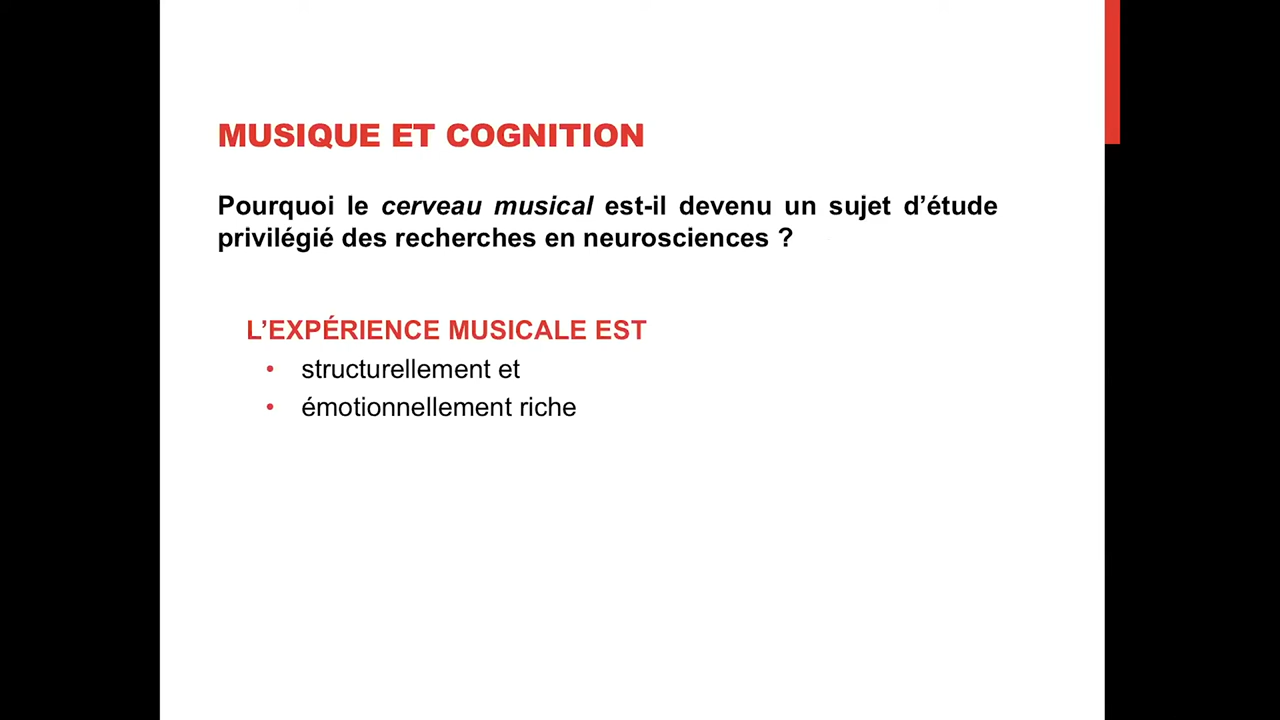 MUSIQUE ET COGNITION
Pourquoi le cerveau musical est-il devenu un sujet d’étude
privilégié des recherches en neurosciences ?
L’EXPÉRIENCE MUSICALE EST
• structurellement et
• émotionnellement riche